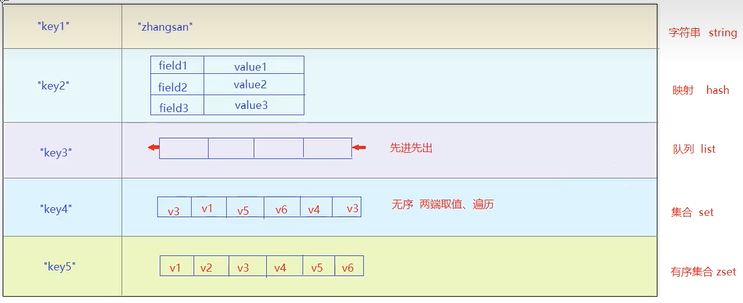 "key1" "zhangsan" 字符串 string
field1 value1
"key2" field2 value2 映射 hash
field3 value3
"key3" 先进先出 队列 list
"key4" v3 v1 v5 v6 v4 v3 无序 两端取值、遍历 集合 set
"key5" v1 v2 v3 v4 v5 v6 有序集合 zset